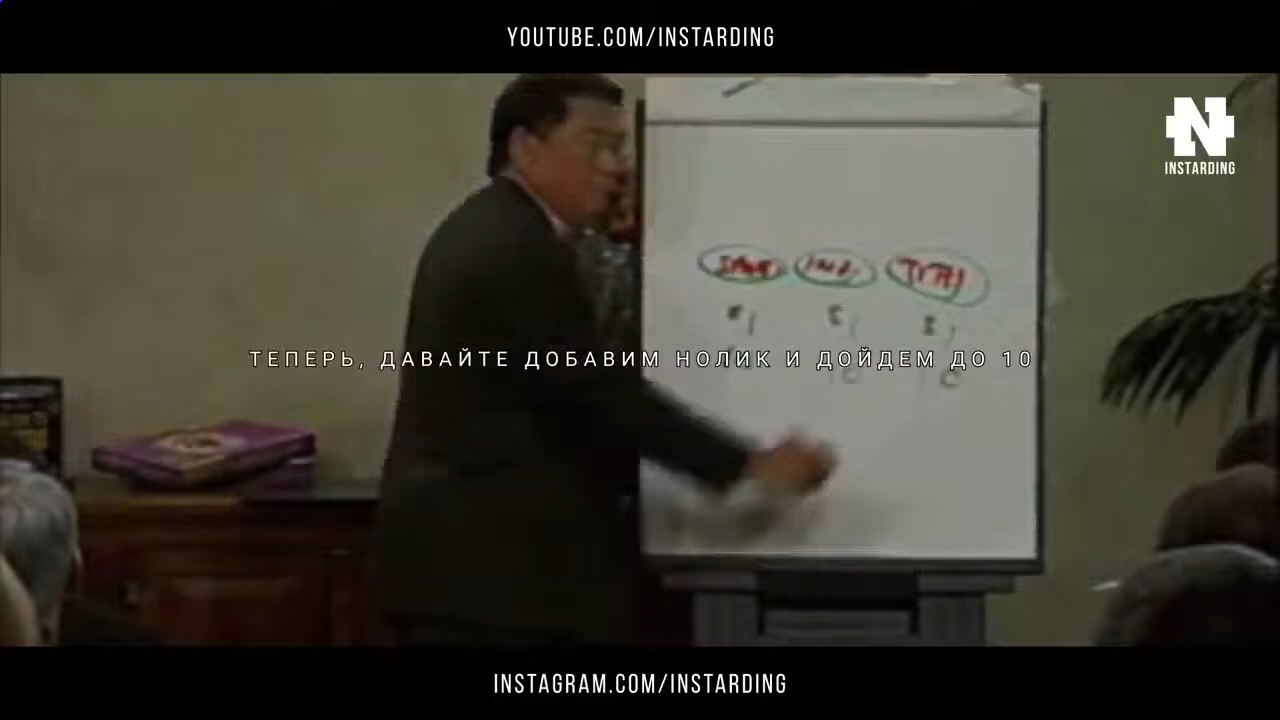 YOUTUBE.COM/INSTARDING
N
INSTARDING
ТЕПЕРЬ, ДАВАЙТЕ ДОБАВИМ НОЛИК И ДОЙДЕМ ДО 10
INSTAGRAM.COM/INSTARDING